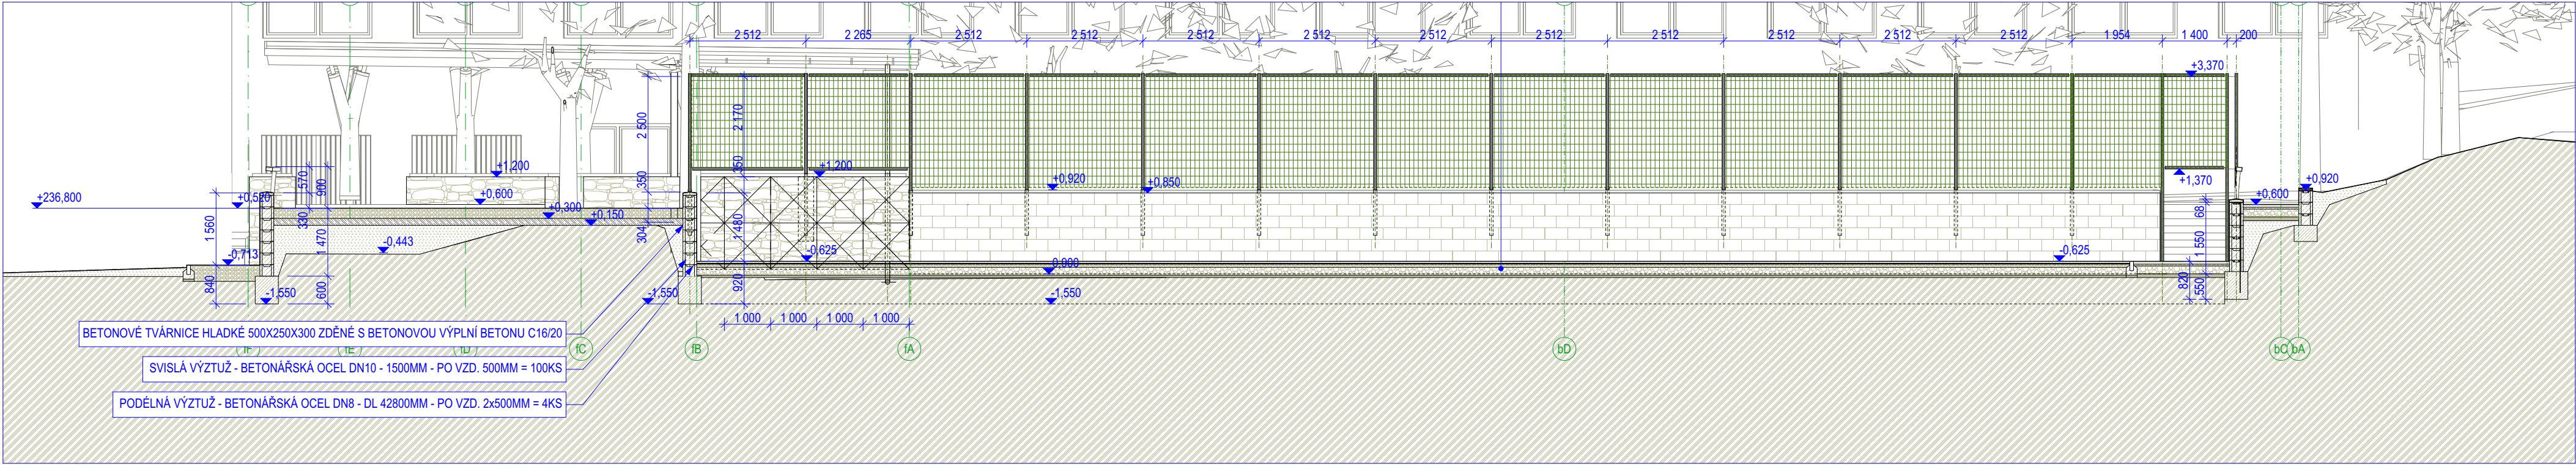 2 512 2 265 2 512 2 512 2 512 2 512 2 512 2 512 2 512 2 512 2 512 2 512 1 954 1 400 200
+3,370
2 500 2 170
+1,200 +1,200
570 900 350 350
+0,920 +0,850 +1,370 +0,920
+236,800 +0,520 +0,600 +0,600
+0,300 +0,150
1 560 330 1 470 304 1 480 68 1 550
-0,443 -0,625 -0,625
-0,713
840 600 920 820 550
-1,550 -1,550 -1,550
1 000 1 000 1 000 1 000
BETONOVÉ TVÁRNICE HLADKÉ 500X250X300 ZDĚNÉ S BETONOVOU VÝPLNÍ BETONU C16/20
fE fC fB fA bD bC bA
SVISLÁ VÝZTUŽ - BETONÁŘSKÁ OCEL DN10 - 1500MM - PO VZD. 500MM = 100KS
PODÉLNÁ VÝZTUŽ - BETONÁŘSKÁ OCEL DN8 - DL 42800MM - PO VZD. 2x500MM = 4KS